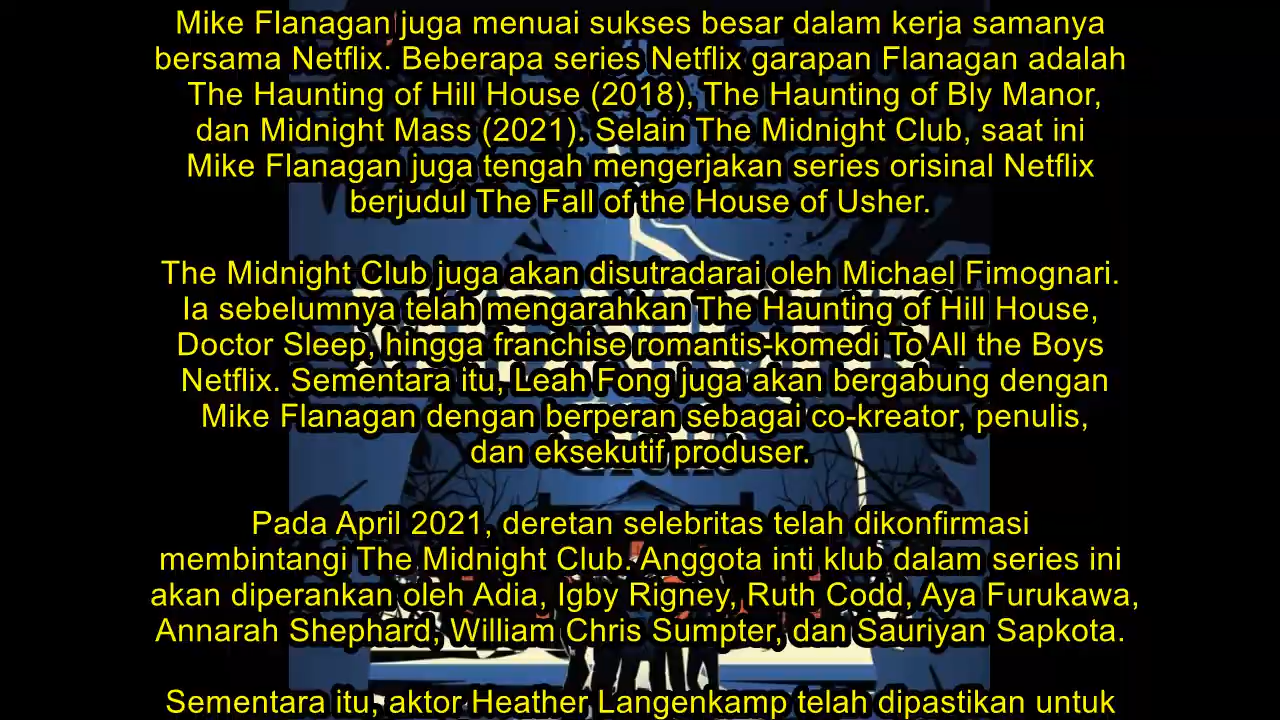 Mike Flanagan juga menuai sukses besar dalam kerja samanya
bersama Netflix. Beberapa series Netflix garapan Flanagan adalah
The Haunting of Hill House (2018), The Haunting of Bly Manor,
dan Midnight Mass (2021). Selain The Midnight Club, saat ini
Mike Flanagan juga tengah mengerjakan series orisinal Netflix
berjudul The Fall of the House of Usher.
The Midnight Club juga akan disutradarai oleh Michael Fimognari.
Ia sebelumnya telah mengarahkan The Haunting of Hill House,
Doctor Sleep, hingga franchise romantis-komedi To All the Boys
Netflix. Sementara itu, Leah Fong juga akan bergabung dengan
Mike Flanagan dengan berperan sebagai co-kreator, penulis,
dan eksekutif produser.
Pada April 2021, deretan selebritas telah dikonfirmasi
membintangi The Midnight Club. Anggota inti klub dalam series ini
akan diperankan oleh Adia, Igby Rigney, Ruth Codd, Aya Furukawa,
Annarah Shephard, William Chris Sumpter, dan Sauriyan Sapkota.
Sementara itu, aktor Heather Langenkamp telah dipastikan untuk